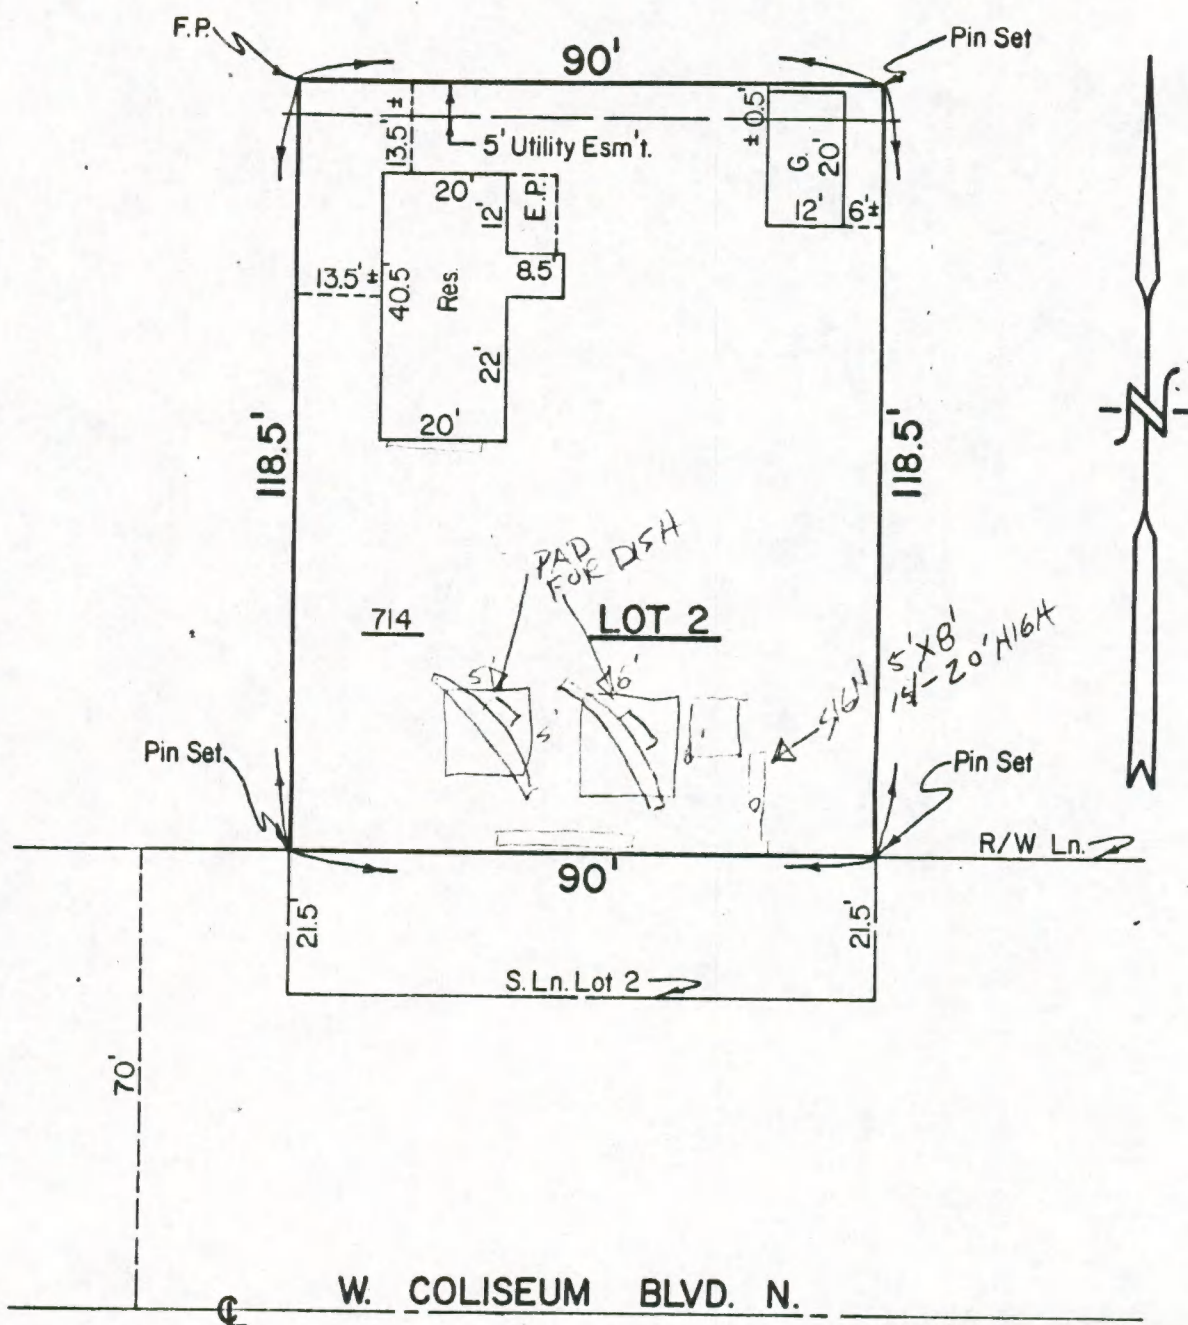 F.P.
90'
Pin Set
13.5' ±
5' Utility Esm't.
± 0.5'
G.
20'
12'
6'±
20'
12'
E.P.
8.5'
13.5' ±
40.5
Res.
22'
20'
118.5'
118.5'
N
PAD
FOR DISH
714
LOT 2
SIGN 5'X8'
14-20' HIGH
5'
5'
6'
Pin Set
Pin Set
R/W Ln.
90'
21.5'
21.5'
S. Ln. Lot 2
70'
℄
W. COLISEUM BLVD. N.